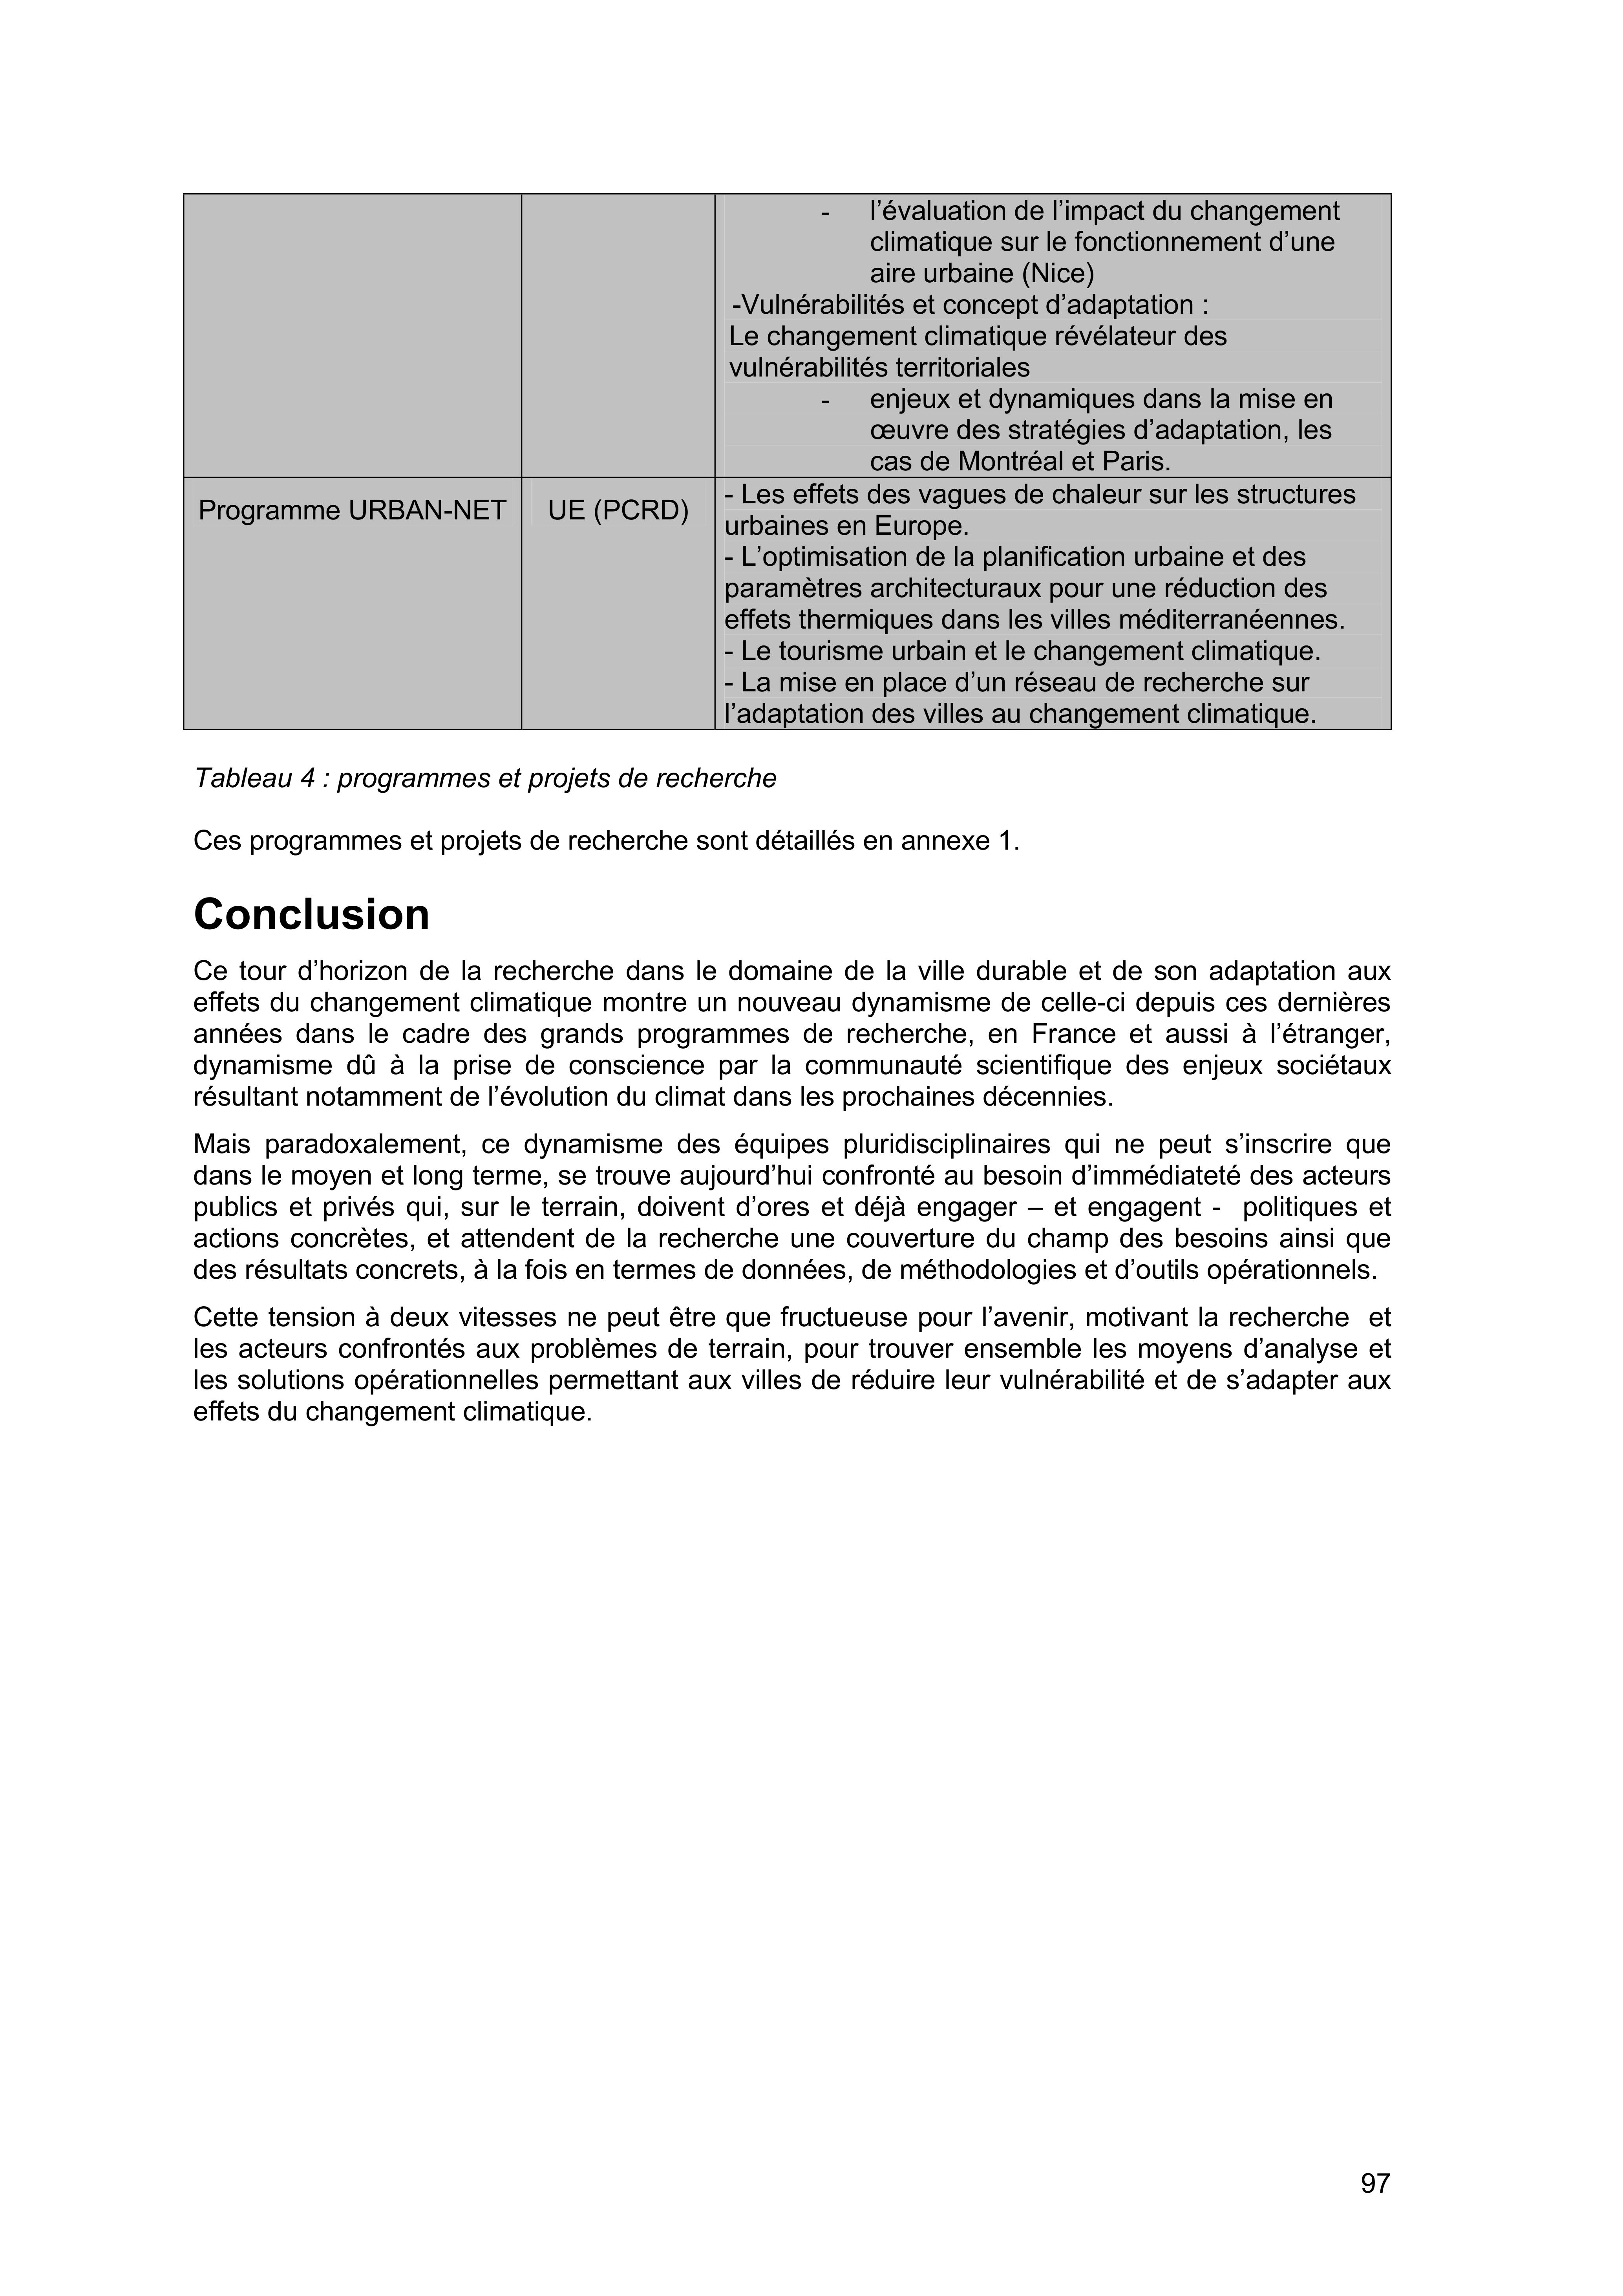 - l’évaluation de l’impact du changement
climatique sur le fonctionnement d’une
aire urbaine (Nice)
-Vulnérabilités et concept d’adaptation :
Le changement climatique révélateur des
vulnérabilités territoriales
- enjeux et dynamiques dans la mise en
œuvre des stratégies d’adaptation, les
cas de Montréal et Paris.
Programme URBAN-NET
UE (PCRD)
- Les effets des vagues de chaleur sur les structures
urbaines en Europe.
- L’optimisation de la planification urbaine et des
paramètres architecturaux pour une réduction des
effets thermiques dans les villes méditerranéennes.
- Le tourisme urbain et le changement climatique.
- La mise en place d’un réseau de recherche sur
l’adaptation des villes au changement climatique.
Tableau 4 : programmes et projets de recherche
Ces programmes et projets de recherche sont détaillés en annexe 1.
Conclusion
Ce tour d’horizon de la recherche dans le domaine de la ville durable et de son adaptation aux
effets du changement climatique montre un nouveau dynamisme de celle-ci depuis ces dernières
années dans le cadre des grands programmes de recherche, en France et aussi à l’étranger,
dynamisme dû à la prise de conscience par la communauté scientifique des enjeux sociétaux
résultant notamment de l’évolution du climat dans les prochaines décennies.
Mais paradoxalement, ce dynamisme des équipes pluridisciplinaires qui ne peut s’inscrire que
dans le moyen et long terme, se trouve aujourd’hui confronté au besoin d’immédiateté des acteurs
publics et privés qui, sur le terrain, doivent d’ores et déjà engager – et engagent - politiques et
actions concrètes, et attendent de la recherche une couverture du champ des besoins ainsi que
des résultats concrets, à la fois en termes de données, de méthodologies et d’outils opérationnels.
Cette tension à deux vitesses ne peut être que fructueuse pour l’avenir, motivant la recherche et
les acteurs confrontés aux problèmes de terrain, pour trouver ensemble les moyens d’analyse et
les solutions opérationnelles permettant aux villes de réduire leur vulnérabilité et de s’adapter aux
effets du changement climatique.
97